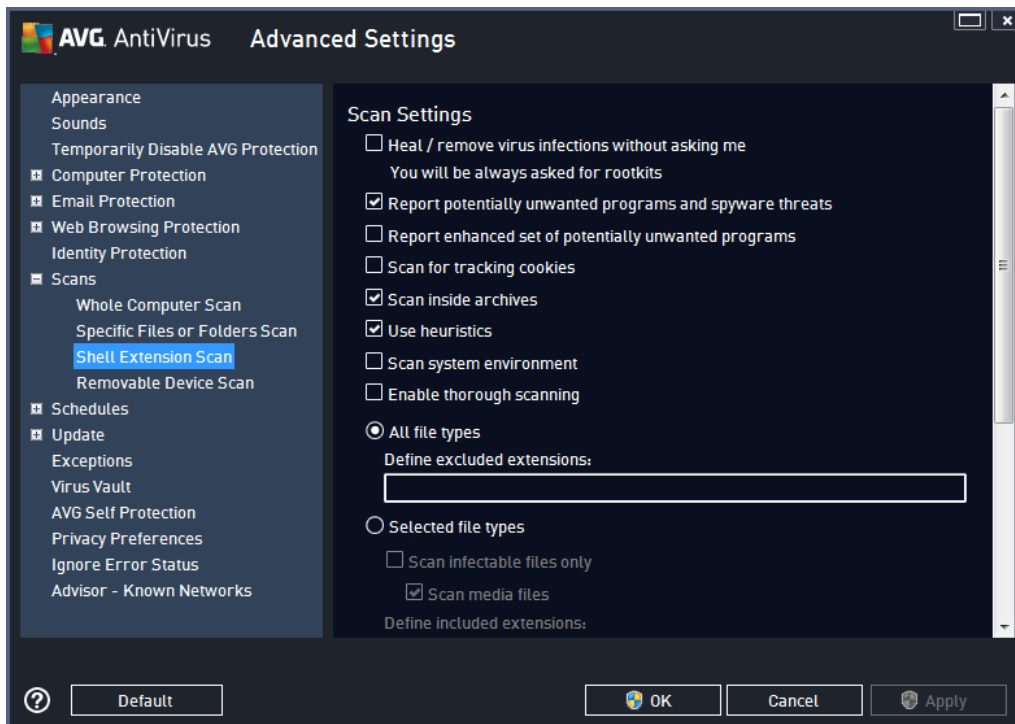 AVG AntiVirus Advanced Settings
Appearance
Sounds
Temporarily Disable AVG Protection
Computer Protection
Email Protection
Web Browsing Protection
Identity Protection
Scans
Whole Computer Scan
Specific Files or Folders Scan
Shell Extension Scan
Removable Device Scan
Schedules
Update
Exceptions
Virus Vault
AVG Self Protection
Privacy Preferences
Ignore Error Status
Advisor - Known Networks
Scan Settings
Heal / remove virus infections without asking me
You will be always asked for rootkits
Report potentially unwanted programs and spyware threats
Report enhanced set of potentially unwanted programs
Scan for tracking cookies
Scan inside archives
Use heuristics
Scan system environment
Enable thorough scanning
All file types
Define excluded extensions:
Selected file types
Scan infectable files only
Scan media files
Define included extensions:
? Default OK Cancel Apply